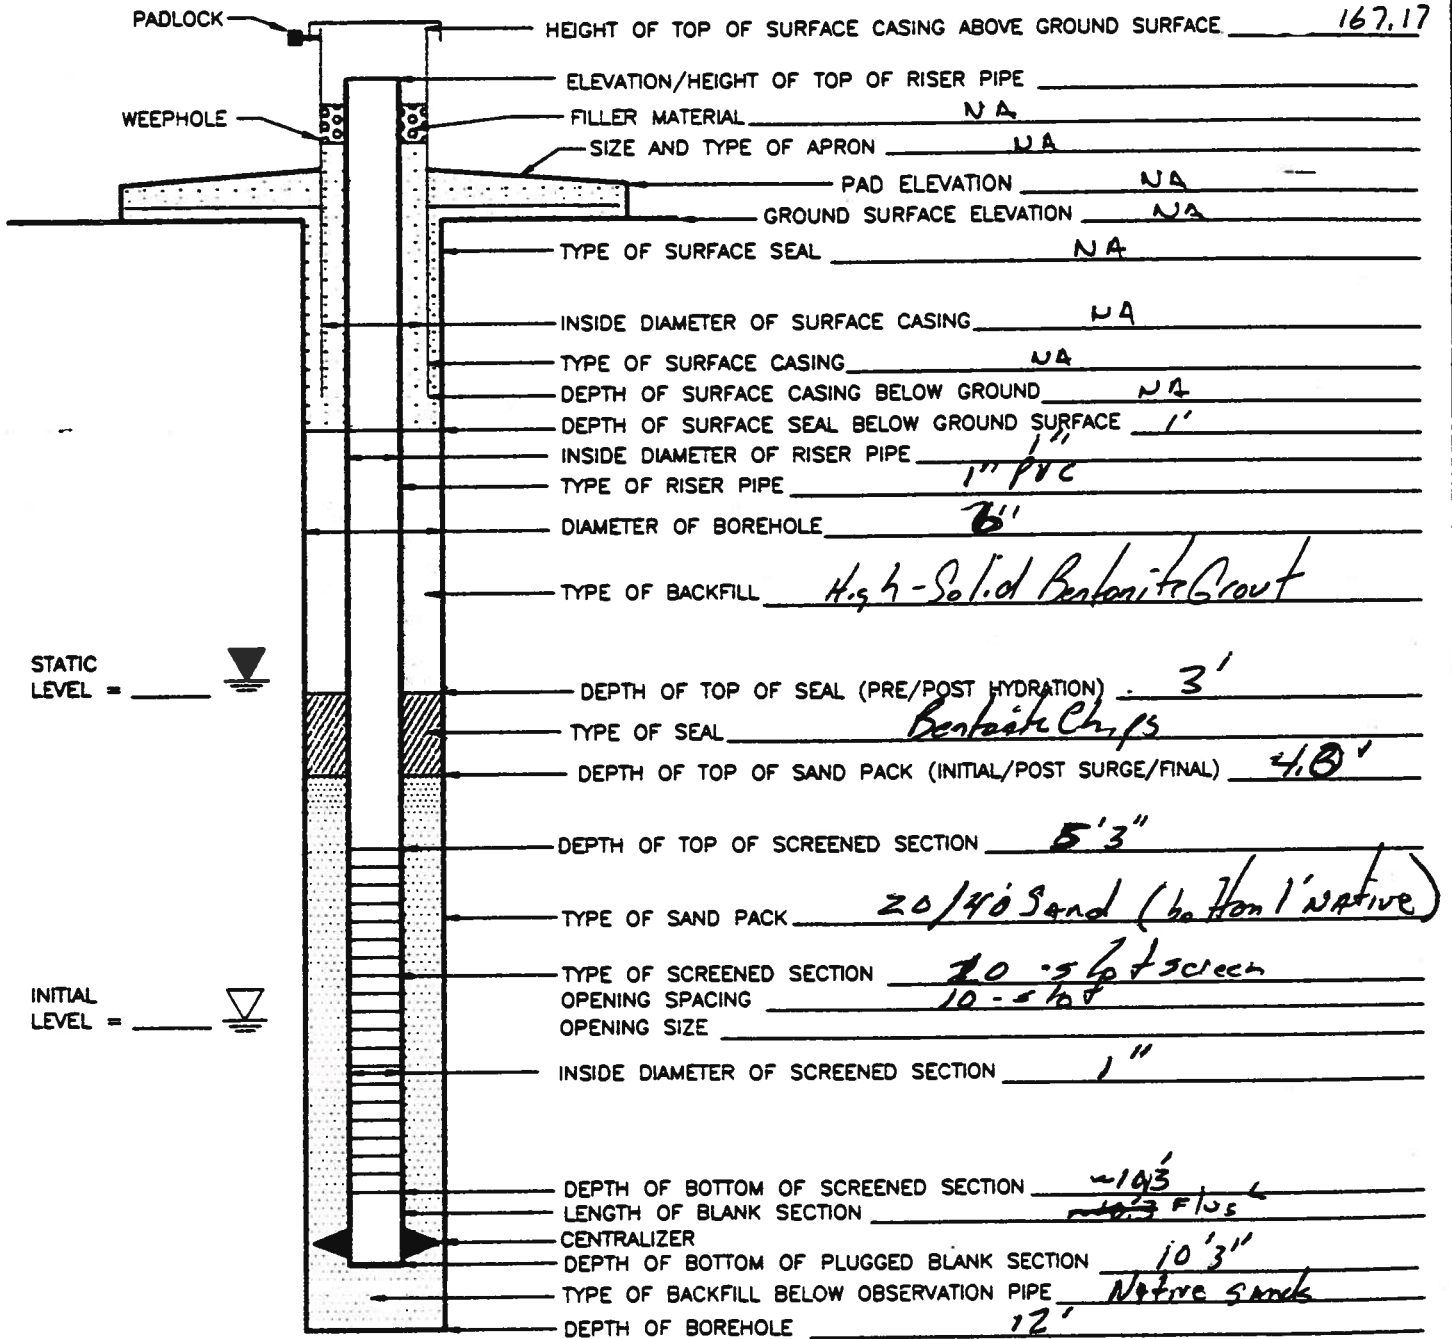 PADLOCK
HEIGHT OF TOP OF SURFACE CASING ABOVE GROUND SURFACE 167.17
ELEVATION/HEIGHT OF TOP OF RISER PIPE
WEEPHOLE
FILLER MATERIAL NA
SIZE AND TYPE OF APRON NA
PAD ELEVATION NA
GROUND SURFACE ELEVATION NA
TYPE OF SURFACE SEAL NA
INSIDE DIAMETER OF SURFACE CASING NA
TYPE OF SURFACE CASING NA
DEPTH OF SURFACE CASING BELOW GROUND NA
DEPTH OF SURFACE SEAL BELOW GROUND SURFACE 1'
INSIDE DIAMETER OF RISER PIPE 1"
TYPE OF RISER PIPE 1" PVC
DIAMETER OF BOREHOLE 6"
TYPE OF BACKFILL High-Solid Bentonite Grout
STATIC
LEVEL =
DEPTH OF TOP OF SEAL (PRE/POST HYDRATION) 3'
TYPE OF SEAL Bentonite Chips
DEPTH OF TOP OF SAND PACK (INITIAL/POST SURGE/FINAL)
DEPTH OF TOP OF SCREENED SECTION 5'3"
TYPE OF SAND PACK 20/40 Sand (bottom 1' Native)
TYPE OF SCREENED SECTION 10-slot screen
OPENING SPACING 10-slot
INITIAL
LEVEL =
OPENING SIZE
INSIDE DIAMETER OF SCREENED SECTION 1"
DEPTH OF BOTTOM OF SCREENED SECTION
LENGTH OF BLANK SECTION
CENTRALIZER
DEPTH OF BOTTOM OF PLUGGED BLANK SECTION 10'3"
TYPE OF BACKFILL BELOW OBSERVATION PIPE Native Sands
DEPTH OF BOREHOLE 12'